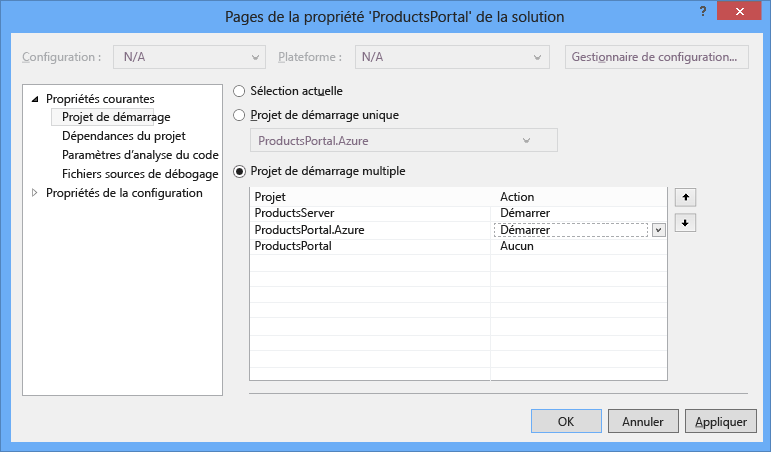 Pages de la propriété 'ProductsPortal' de la solution
?
Configuration : N/A Plateforme : N/A Gestionnaire de configuration...
Propriétés courantes
Projet de démarrage
Dépendances du projet
Paramètres d'analyse du code
Fichiers sources de débogage
Propriétés de la configuration
Sélection actuelle
Projet de démarrage unique
ProductsPortal.Azure
Projet de démarrage multiple
Projet Action
ProductsServer Démarrer
ProductsPortal.Azure Démarrer
ProductsPortal Aucun
OK Annuler Appliquer